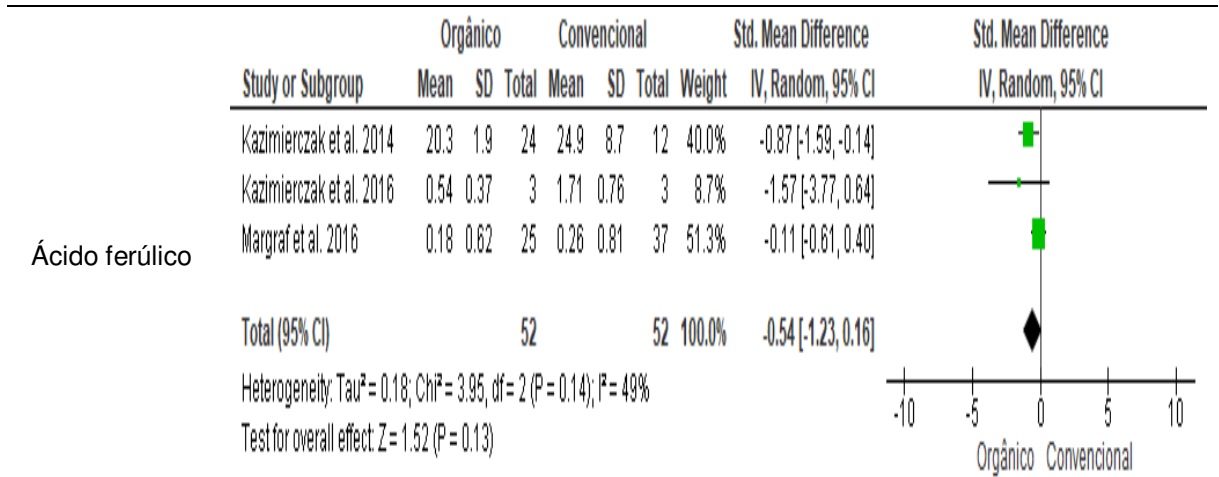 Orgânico Convencional Std. Mean Difference Std. Mean Difference
Study or Subgroup Mean SD Total Mean SD Total Weight IV, Random, 95% CI IV, Random, 95% CI
Kazimierczak et al. 2014 20.3 1.9 24 24.9 8.7 12 40.0% -0.87 [-1.59, -0.14]
Kazimierczak et al. 2016 0.54 0.37 3 1.71 0.76 3 8.7% -1.57 [-3.77, 0.64]
Margraf et al. 2016 0.18 0.62 25 0.26 0.81 37 51.3% -0.11 [-0.61, 0.40]
Ácido ferúlico
Total (95% CI) 52 52 100.0% -0.54 [-1.23, 0.16]
Heterogeneity: Tau² = 0.18; Chi² = 3.95, df = 2 (P = 0.14); I² = 49%
Test for overall effect: Z = 1.52 (P = 0.13)
-10 -5 0 5 10
Orgânico Convencional